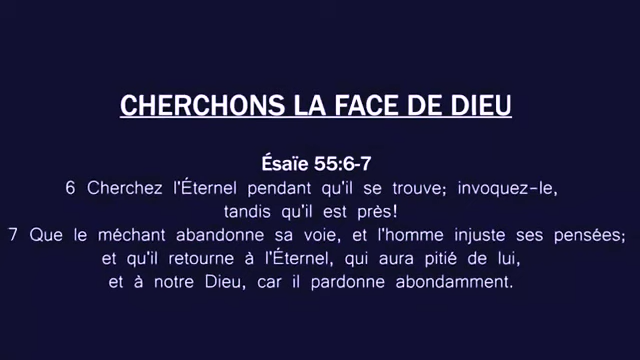 CHERCHONS LA FACE DE DIEU
Ésaïe 55:6-7
6 Cherchez l'Éternel pendant qu'il se trouve; invoquez-le,
tandis qu'il est près!
7 Que le méchant abandonne sa voie, et l'homme injuste ses pensées;
et qu'il retourne à l'Éternel, qui aura pitié de lui,
et à notre Dieu, car il pardonne abondamment.